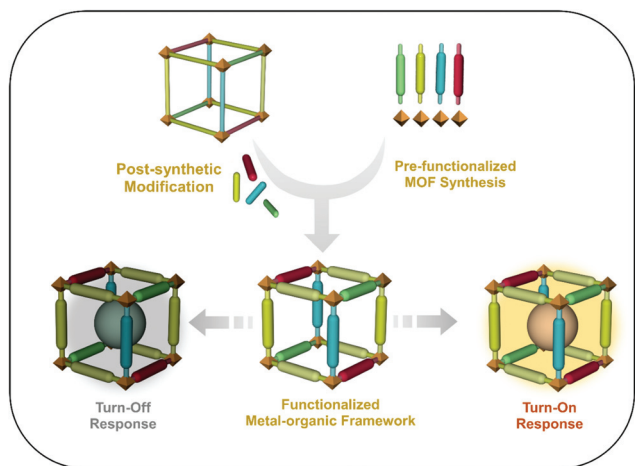 Post-synthetic
Modification
Pre-functionalized
MOF Synthesis
Turn-Off
Response
Functionalized
Metal-organic Framework
Turn-On
Response